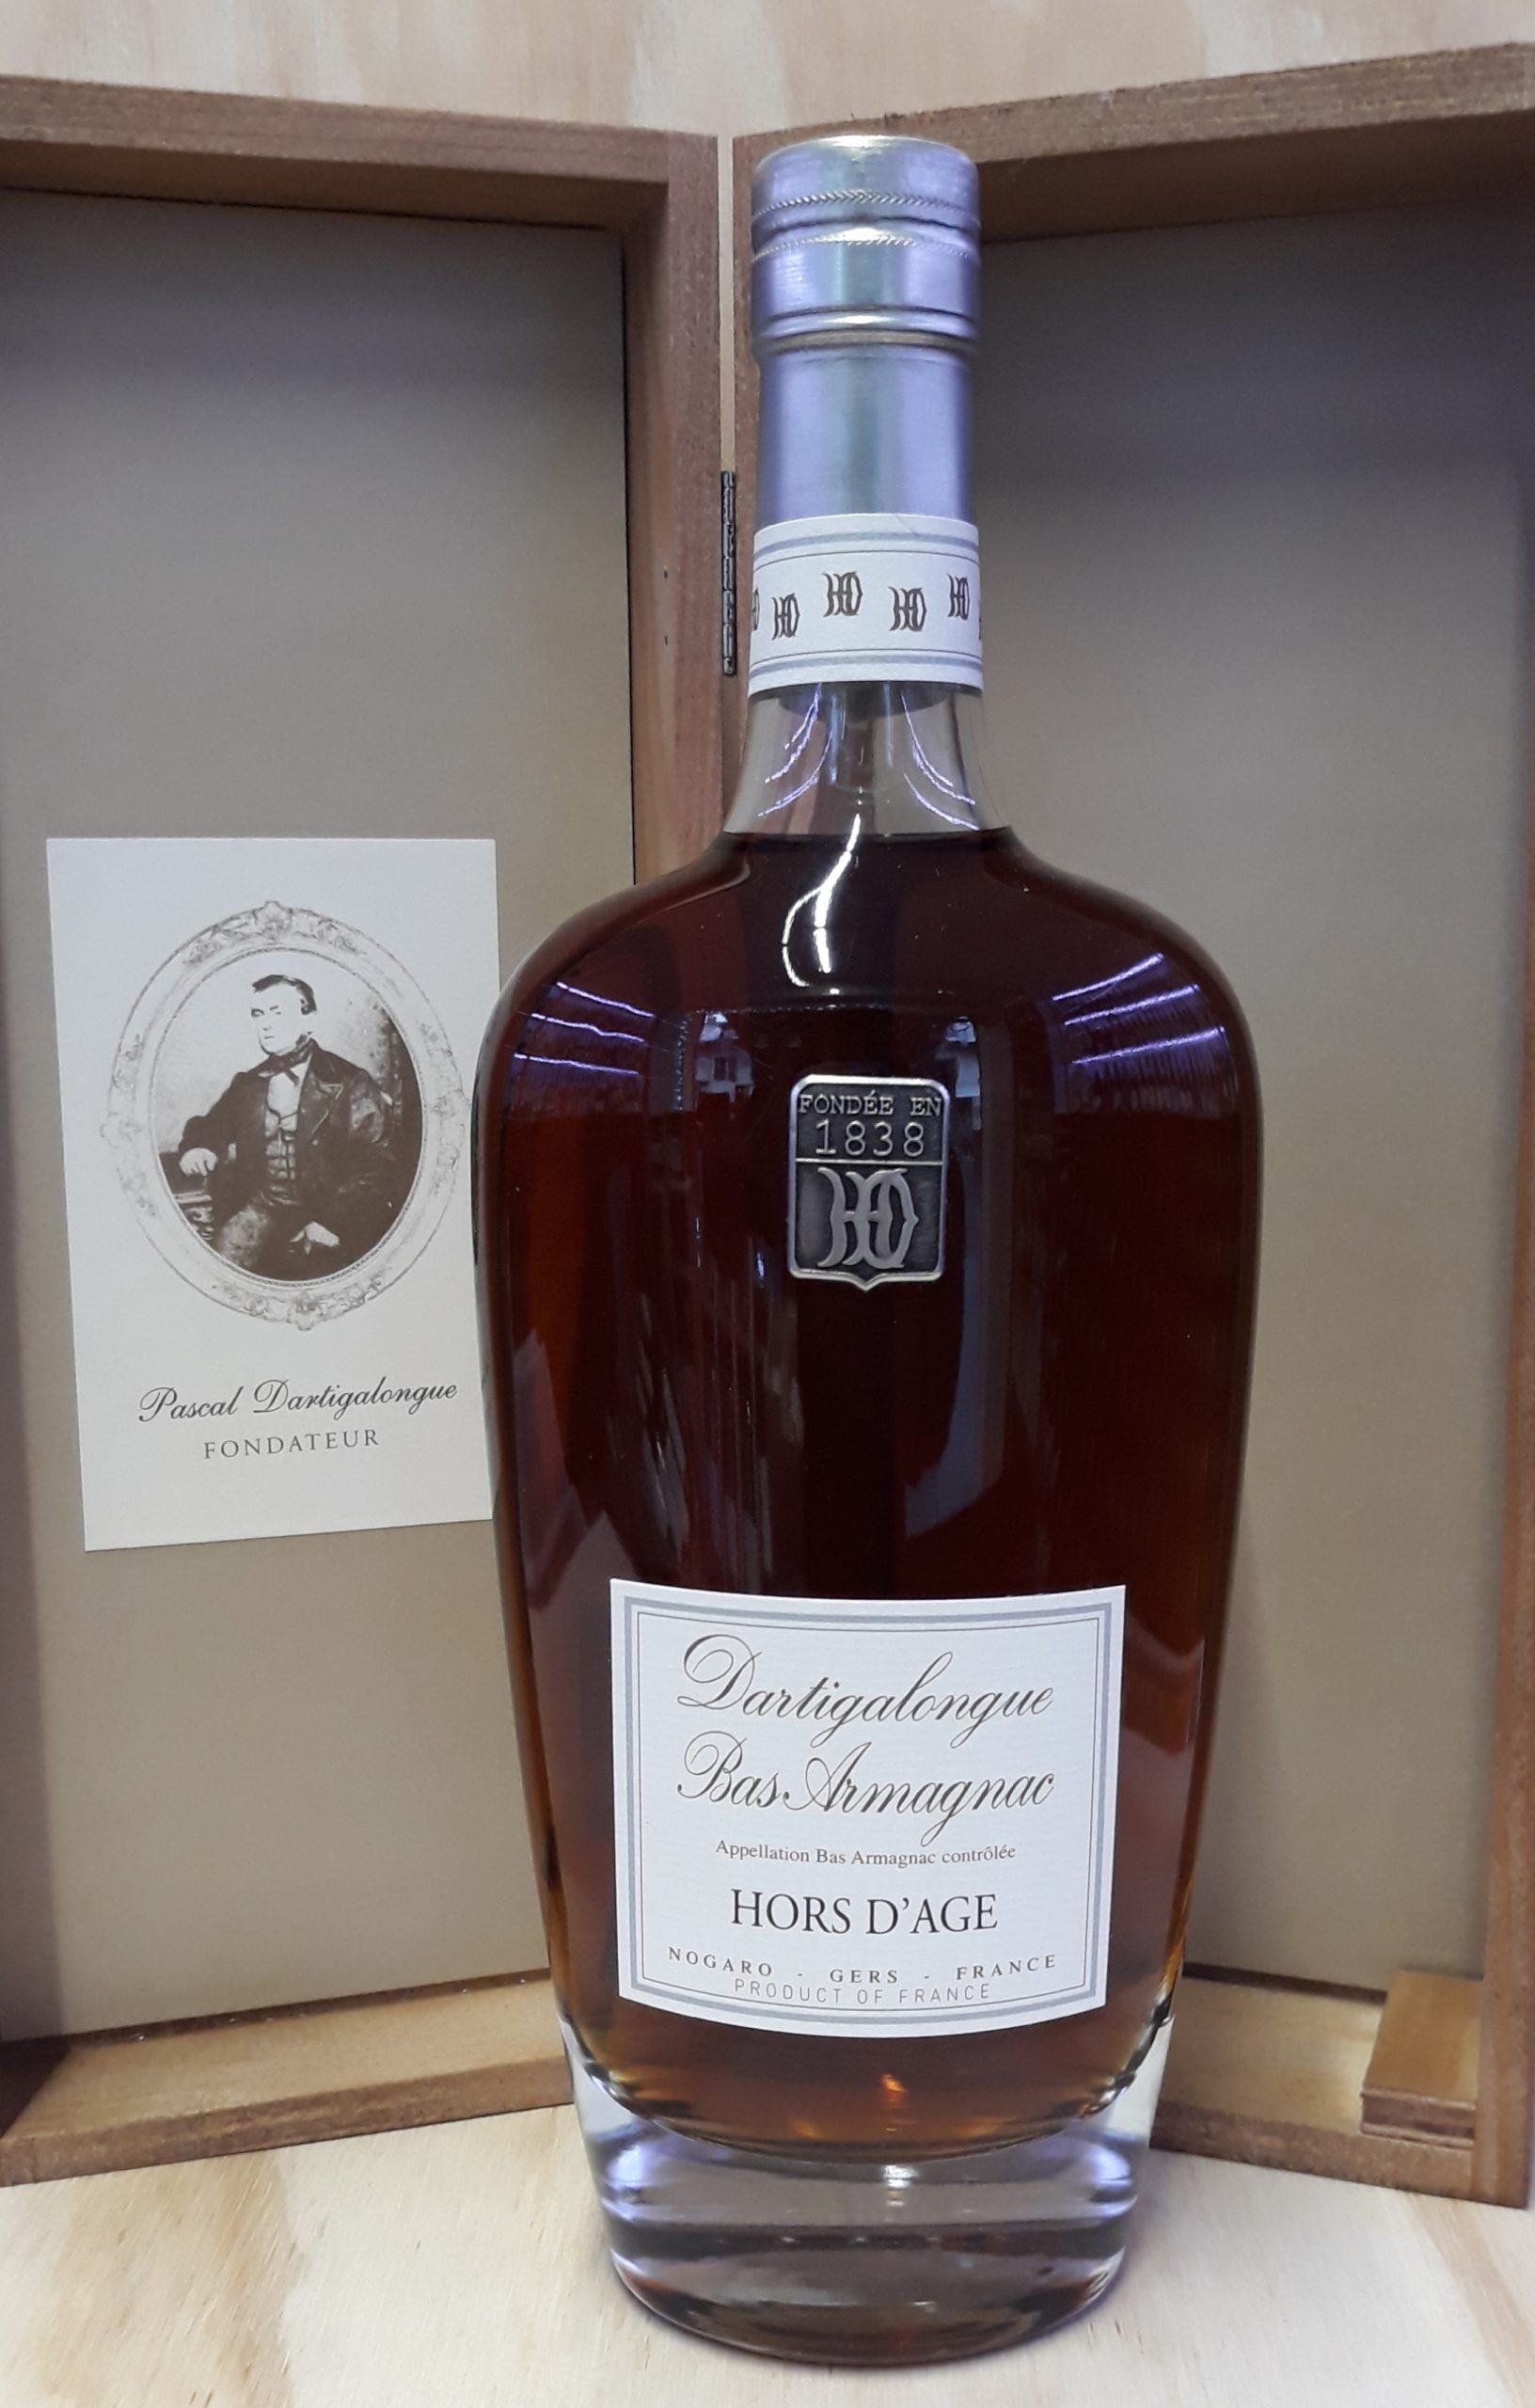 FONDÉE EN
1838
Pascal Dartigalongue
FONDATEUR
Dartigalongue
Bas Armagnac
Appellation Bas Armagnac contrôlée
HORS D'AGE
NOGARO - GERS - FRANCE
PRODUCT OF FRANCE